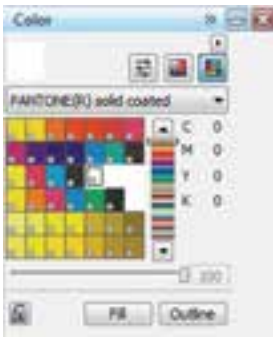 Color
PANTONE(R) solid coated
C 0
M 0
Y 0
K 0
100
Fill Outline